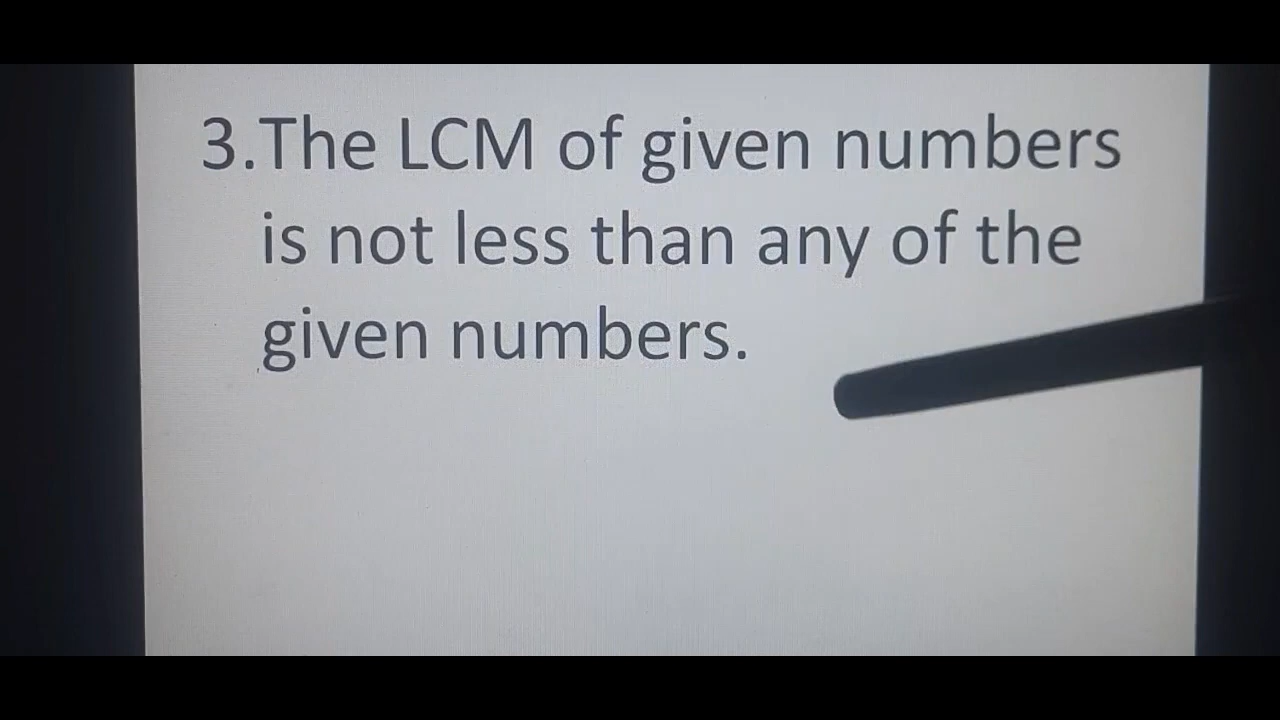 3.The LCM of given numbers
is not less than any of the
given numbers.